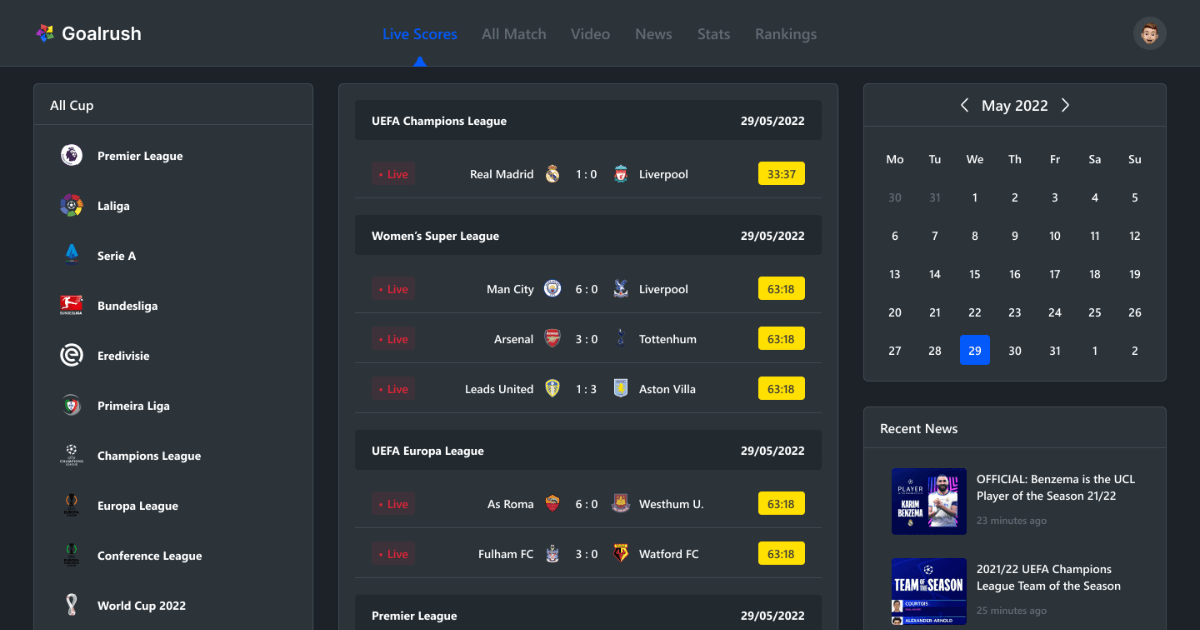 Goalrush
Live Scores All Match Video News Stats Rankings
All Cup
Premier League
Laliga
Serie A
Bundesliga
Eredivisie
Primeira Liga
Champions League
Europa League
Conference League
World Cup 2022
UEFA Champions League 29/05/2022
• Live Real Madrid 1 : 0 Liverpool 33:37
Women's Super League 29/05/2022
• Live Man City 6 : 0 Liverpool 63:18
• Live Arsenal 3 : 0 Tottenhum 63:18
• Live Leads United 1 : 3 Aston Villa 63:18
UEFA Europa League 29/05/2022
• Live As Roma 6 : 0 Westhum U. 63:18
• Live Fulham FC 3 : 0 Watford FC 63:18
Premier League 29/05/2022
May 2022
Mo Tu We Th Fr Sa Su
30 31 1 2 3 4 5
6 7 8 9 10 11 12
13 14 15 16 17 18 19
20 21 22 23 24 25 26
27 28 29 30 31 1 2
Recent News
PLAYER
KARIM
BENZEMA
OFFICIAL: Benzema is the UCL
Player of the Season 21/22
23 minutes ago
TEAM OF THE SEASON
COURTOIS
ALEXANDER-ARNOLD
2021/22 UEFA Champions
League Team of the Season
25 minutes ago